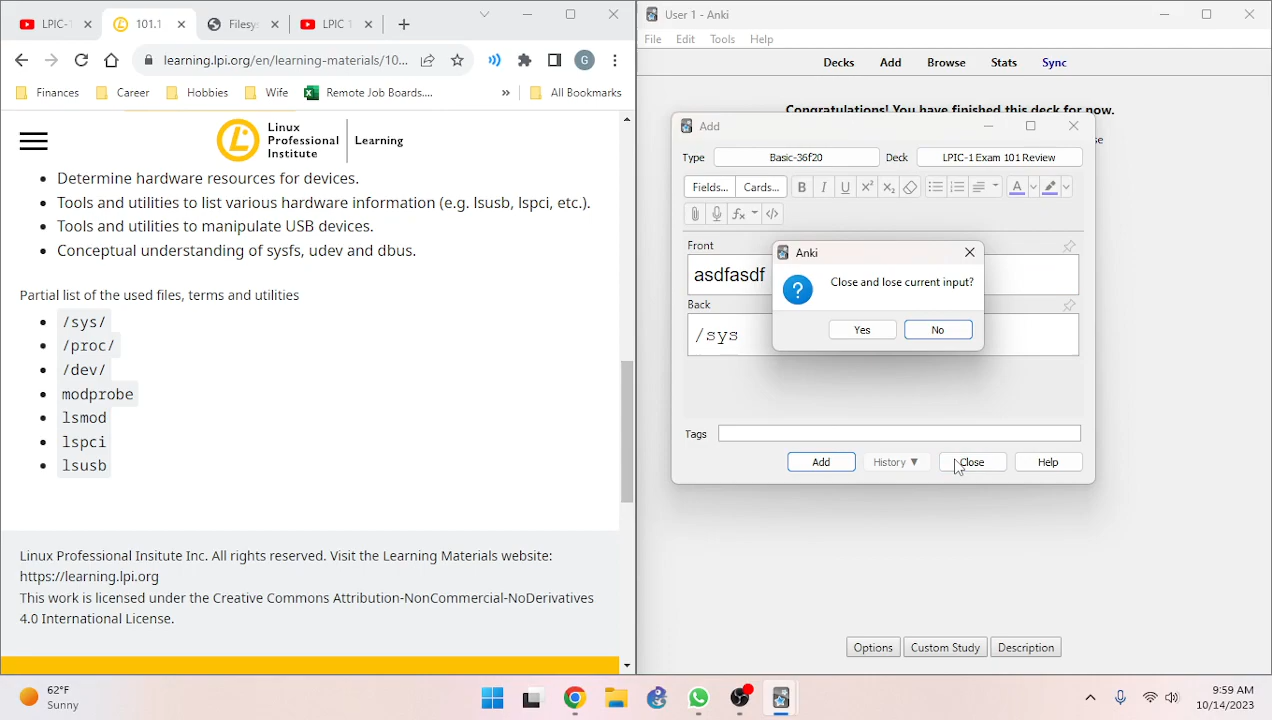 LPIC-1
101.1
Filesy
LPIC 1
learning.lpi.org/en/learning-materials/10...
G
Finances
Career
Hobbies
Wife
Remote Job Boards....
»
All Bookmarks
Linux
Professional
Institute
Learning
Determine hardware resources for devices.
Tools and utilities to list various hardware information (e.g. lsusb, lspci, etc.).
Tools and utilities to manipulate USB devices.
Conceptual understanding of sysfs, udev and dbus.
Partial list of the used files, terms and utilities
/sys/
/proc/
/dev/
modprobe
lsmod
lspci
lsusb
Linux Professional Insitute Inc. All rights reserved. Visit the Learning Materials website:
https://learning.lpi.org
This work is licensed under the Creative Commons Attribution-NonCommercial-NoDerivatives
4.0 International License.
User 1 - Anki
File Edit Tools Help
Decks Add Browse Stats Sync
Congratulations! You have finished this deck for now.
se
Add
Type Basic-36f20 Deck LPIC-1 Exam 101 Review
Fields... Cards... B I U x² x₂ A
fx </>
Front
asdfasdf
Back
/sys
Anki
Close and lose current input?
Yes No
Tags
Add History ▼ Close Help
Options Custom Study Description
62°F
Sunny
9:59 AM
10/14/2023